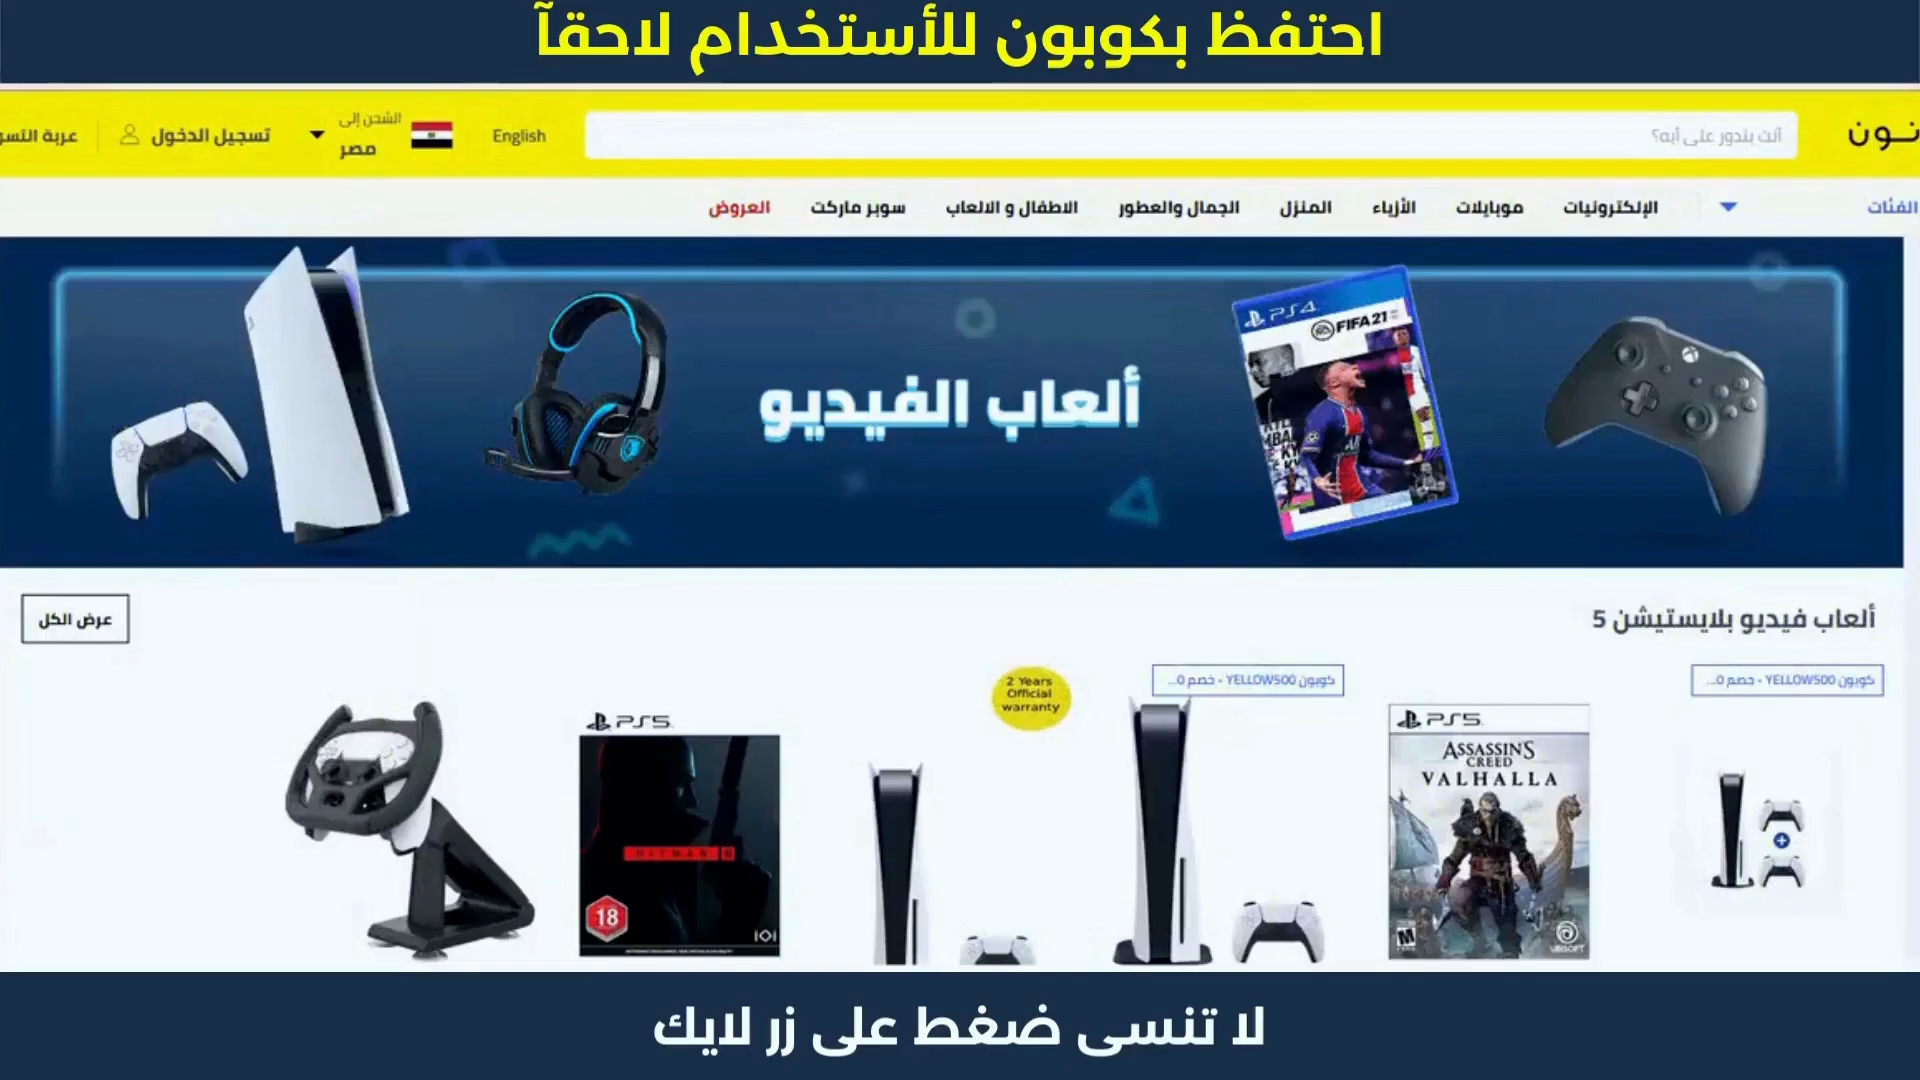 احتفظ بكوبون للأستخدام لاحقآ
نون
أنت بتدور على أيه؟
English
الشحن إلى
مصر
تسجيل الدخول
عربة
الفئات
الإلكترونيات
موبايلات
الأزياء
المنزل
الجمال والعطور
الاطفال و الالعاب
سوبر ماركت
العروض
PS4
FIFA 21
ألعاب الفيديو
ألعاب فيديو بلايستيشن 5
عرض الكل
كوبون YELLOW500 - خصم 0...
كوبون YELLOW500 - خصم 0...
2 Years
Official
warranty
PS5
ASSASSIN'S
CREED
VALHALLA
M
UBISOFT
PS5
HITMAN
18
IOI
لا تنسى ضغط على زر لايك